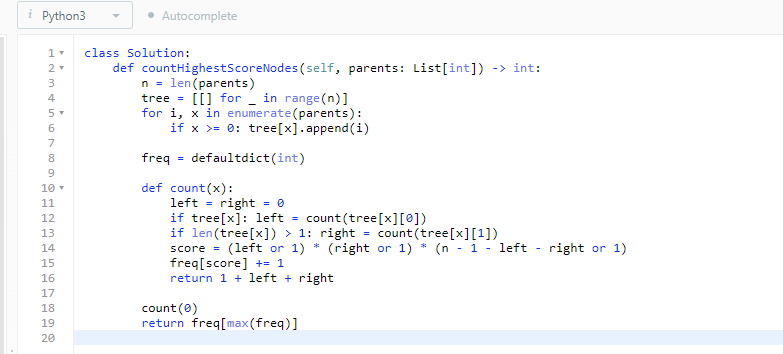 i Python3 Autocomplete
1 class Solution:
2     def countHighestScoreNodes(self, parents: List[int]) -> int:
3         n = len(parents)
4         tree = [[] for _ in range(n)]
5         for i, x in enumerate(parents):
6             if x >= 0: tree[x].append(i)
7
8         freq = defaultdict(int)
9
10         def count(x):
11             left = right = 0
12             if tree[x]: left = count(tree[x][0])
13             if len(tree[x]) > 1: right = count(tree[x][1])
14             score = (left or 1) * (right or 1) * (n - 1 - left - right or 1)
15             freq[score] += 1
16             return 1 + left + right
17
18         count(0)
19         return freq[max(freq)]
20